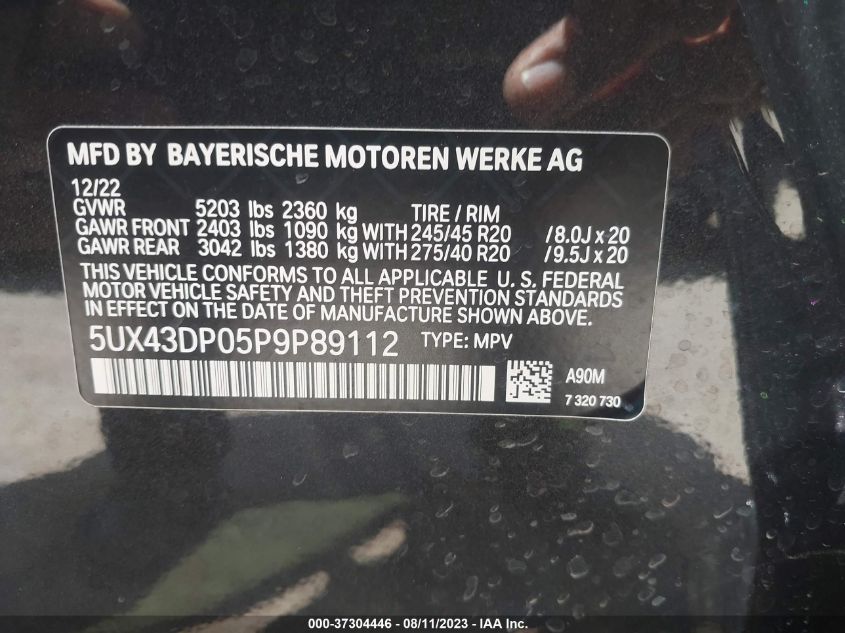 MFD BY BAYERISCHE MOTOREN WERKE AG
12/22
GVWR 5203 lbs 2360 kg TIRE / RIM
GAWR FRONT 2403 lbs 1090 kg WITH 245/45 R20 /8.0J x 20
GAWR REAR 3042 lbs 1380 kg WITH 275/40 R20 /9.5J x 20
THIS VEHICLE CONFORMS TO ALL APPLICABLE U. S. FEDERAL
MOTOR VEHICLE SAFETY AND THEFT PREVENTION STANDARDS
IN EFFECT ON THE DATE OF MANUFACTURE SHOWN ABOVE.
5UX43DP05P9P89112 TYPE: MPV
A90M
7 320 730
000-37304446 - 08/11/2023 - IAA Inc.